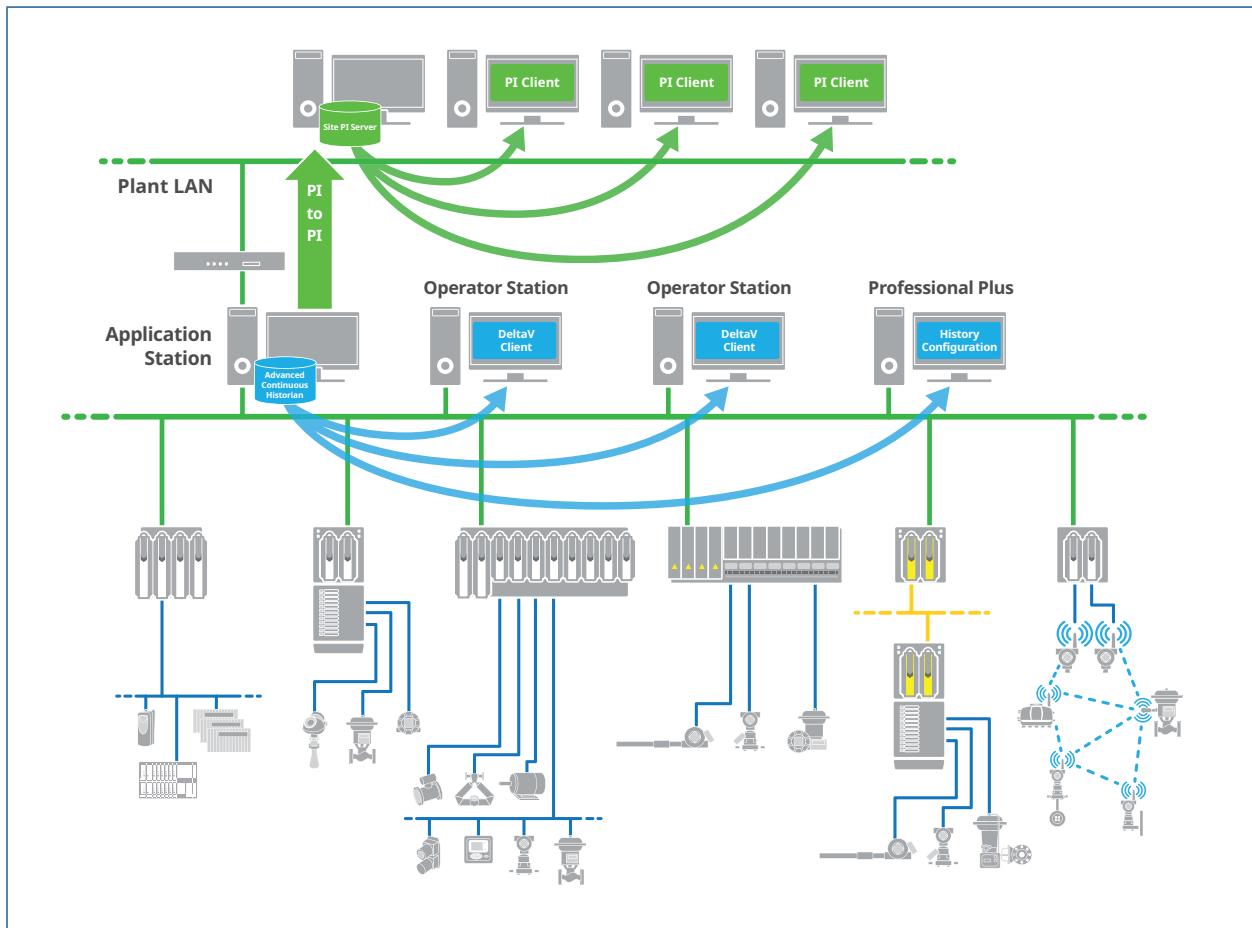 PI Client
PI Client
PI Client
Site PI Server
Plant LAN
PI
to
PI
Operator Station
Operator Station
Professional Plus
Application
Station
DeltaV
Client
DeltaV
Client
History
Configuration
Advanced
Continuous
Historian